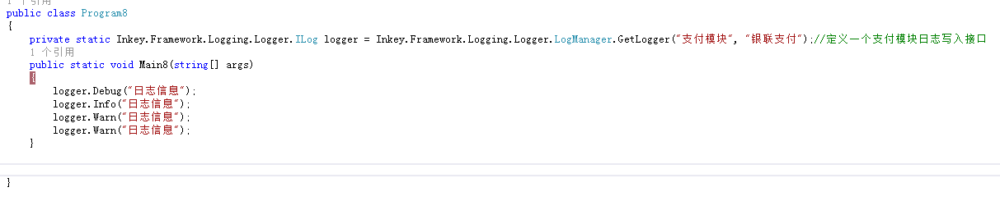 1 个引用
public class Program8
{
private static Inkey.Framework.Logging.Logger.ILog logger = Inkey.Framework.Logging.Logger.LogManager.GetLogger("支付模块", "银联支付");//定义一个支付模块日志写入接口
1 个引用
public static void Main8(string[] args)
{
logger.Debug("日志信息");
logger.Info("日志信息");
logger.Warn("日志信息");
logger.Warn("日志信息");
}
}